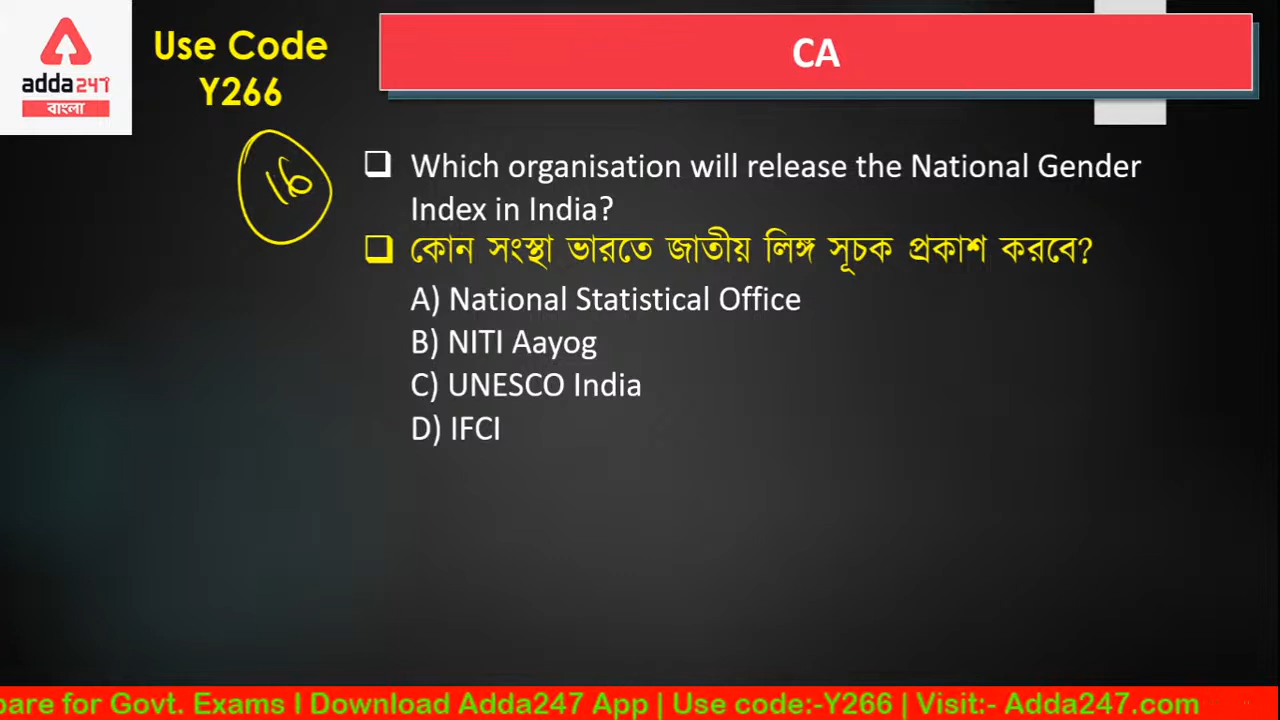 adda247
বাংলা
Use Code
Y266
CA
16
Which organisation will release the National Gender
Index in India?
কোন সংস্থা ভারতে জাতীয় লিঙ্গ সূচক প্রকাশ করবে?
A) National Statistical Office
B) NITI Aayog
C) UNESCO India
D) IFCI
pare for Govt. Exams I Download Adda247 App | Use code:-Y266 | Visit:- Adda247.com